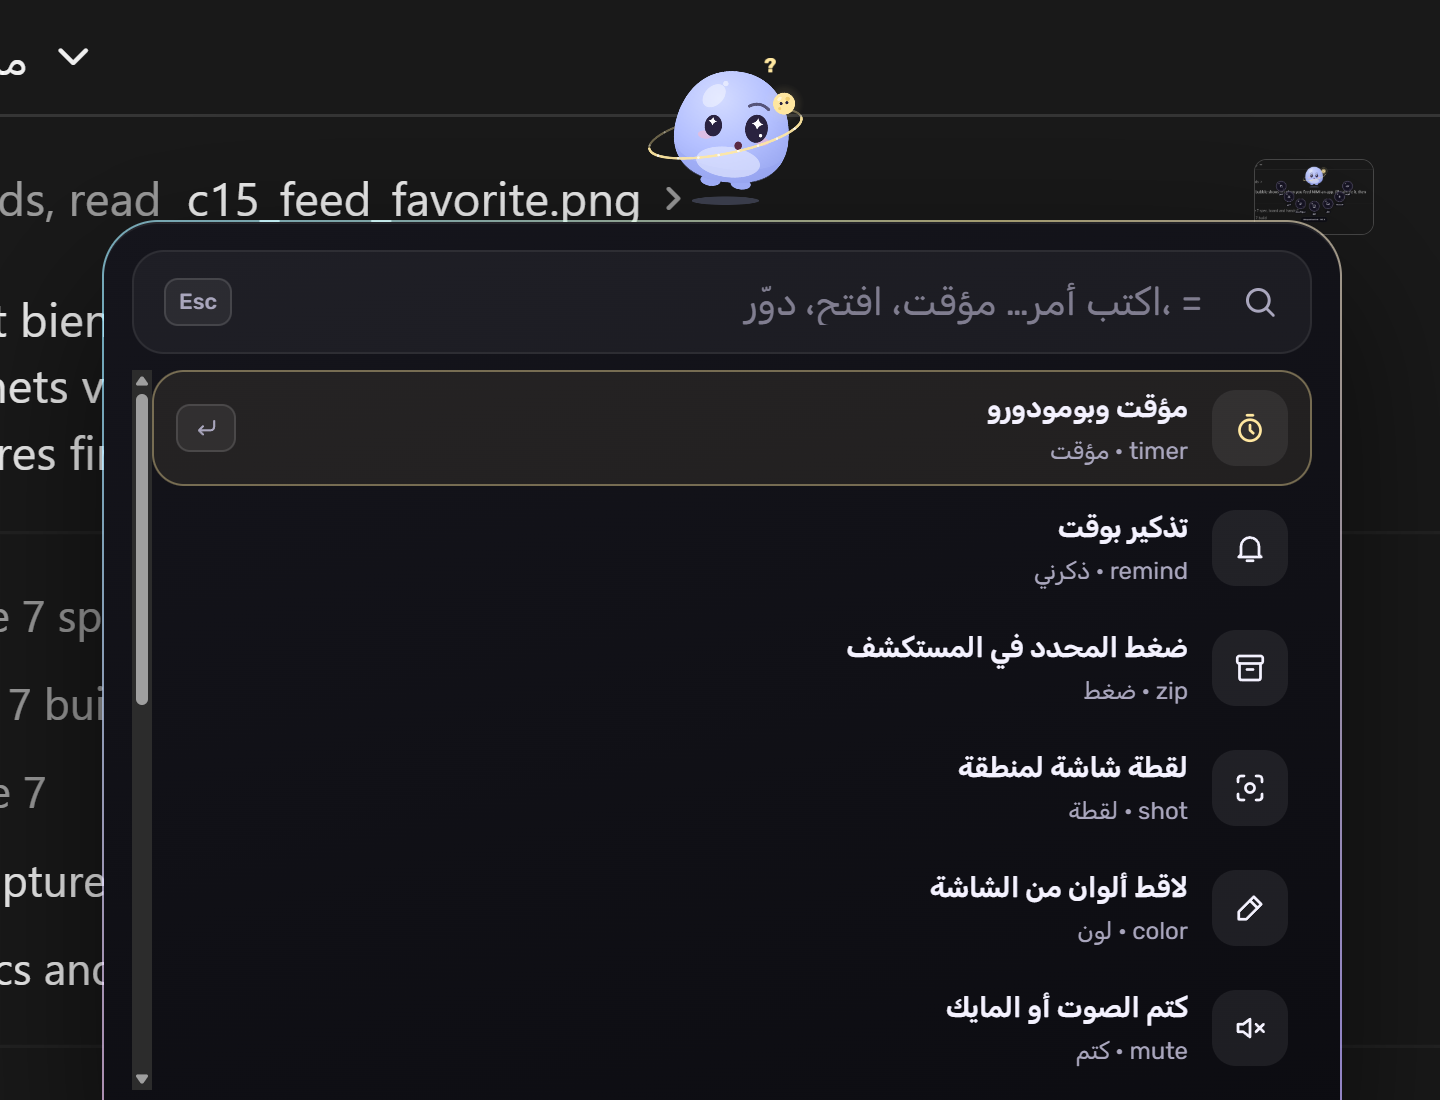 مـ
?
ds, read c15_feed_favorite.png
Esc
اكتب أمر... مؤقت، افتح، دوّر، =
t bien
nets v
res fir
e 7 sp
7 bui
e 7
pture
cs and
مؤقت وبومودورو
timer • مؤقت
تذكير بوقت
remind • ذكرني
ضغط المحدد في المستكشف
zip • ضغط
لقطة شاشة لمنطقة
shot • لقطة
لاقط ألوان من الشاشة
color • لون
كتم الصوت أو المايك
mute • كتم